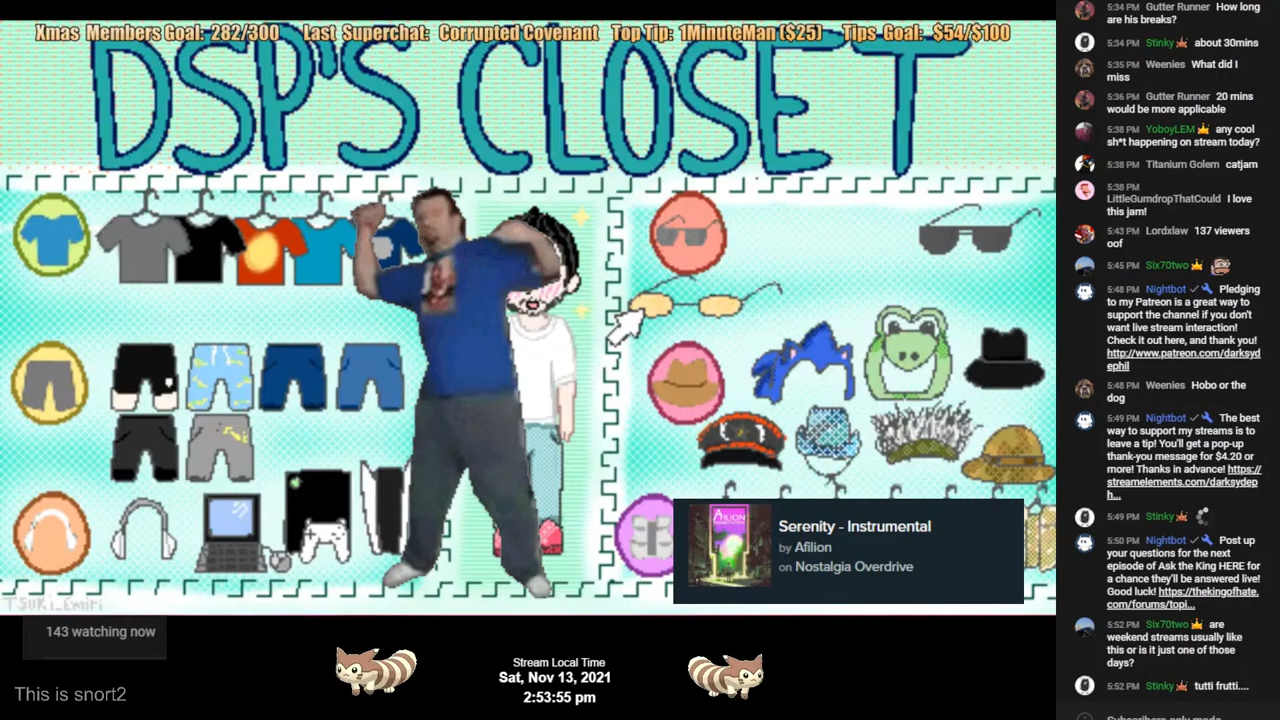 Xmas Members Goal: 282/300 Last Superchat: Corrupted Covenant Top Tip: 1MinuteMan ($25) Tips Goal: $54/$100
DSP'S CLOSET
TSURi_Emiri
Serenity - Instrumental
by Afilion
on Nostalgia Overdrive
AFILION
143 watching now
This is snort2
Stream Local Time
Sat, Nov 13, 2021
2:53:55 pm
5:34 PM Gutter Runner How long
are his breaks?
5:34 PM Stinky about 30mins
5:35 PM Weenies What did I
miss
5:36 PM Gutter Runner 20 mins
would be more applicable
5:38 PM YoboyLEM any cool
sh*t happening on stream today?
5:38 PM Titanium Golem catjam
5:38 PM
LittleGumdropThatCould I love
this jam!
5:43 PM Lordxlaw 137 viewers
oof
5:45 PM Six70two
5:48 PM Nightbot Pledging
to my Patreon is a great way to
support the channel if you don't
want live stream interaction!
Check it out here, and thank you!
http://www.patreon.com/darksy
dephil
5:48 PM Weenies Hobo or the
dog
5:49 PM Nightbot The best
way to support my streams is to
leave a tip! You'll get a pop-up
thank-you message for $4.20 or
more! Thanks in advance! https:/
/streamelements.com/darksydep
h...
5:49 PM Stinky
5:50 PM Nightbot Post up
your questions for the next
episode of Ask the King HERE for
a chance they'll be answered live!
Good luck! https://thekingofhate.
com/forums/topi...
5:52 PM Six70two are
weekend streams usually like
this or is it just one of those
days?
5:52 PM Stinky tutti frutti....
Subscribers-only mode